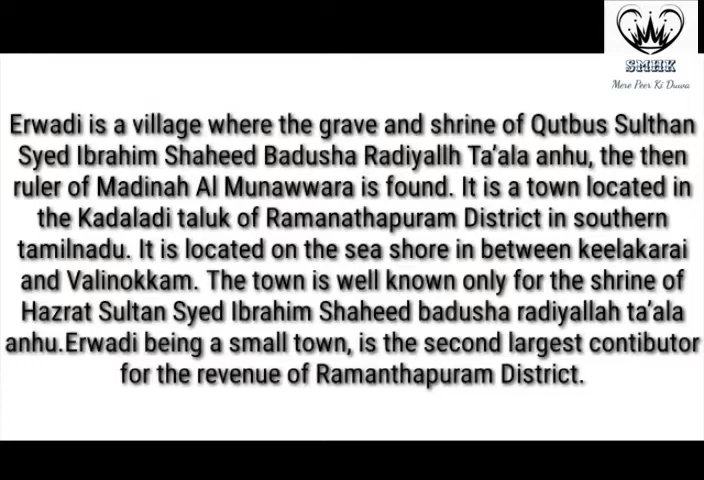 SMHK
Mere Peer Ki Duwa
Erwadi is a village where the grave and shrine of Qutbus Sulthan
Syed Ibrahim Shaheed Badusha Radiyallh Ta’ala anhu, the then
ruler of Madinah Al Munawwara is found. It is a town located in
the Kadaladi taluk of Ramanathapuram District in southern
tamilnadu. It is located on the sea shore in between keelakarai
and Valinokkam. The town is well known only for the shrine of
Hazrat Sultan Syed Ibrahim Shaheed badusha radiyallah ta’ala
anhu.Erwadi being a small town, is the second largest contibutor
for the revenue of Ramanthapuram District.